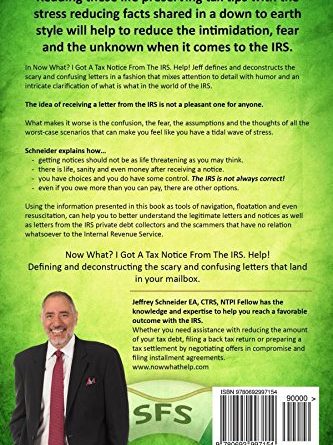 Reading these life preserving tax tips with the
stress reducing facts shared in a down to earth
style will help to reduce the intimidation, fear
and the unknown when it comes to the IRS.
In Now What? I Got A Tax Notice From The IRS. Help! Jeff defines and deconstructs the
scary and confusing letters in a fashion that mixes attention to detail with humor and an
intricate clarification of what is what in the world of the IRS.
The idea of receiving a letter from the IRS is not a pleasant one for anyone.
What makes it worse is the confusion, the fear, the assumptions and the thoughts of all the
worst-case scenarios that can make you feel like you have a tidal wave of stress.
Schneider explains how...
- getting notices should not be as life threatening as you may think.
- there is life, sanity and even money after receiving a notice.
- you have choices and you do have some control. The IRS is not always correct!
- even if you owe more than you can pay, there are other options.
Using the information presented in this book as tools of navigation, floatation and even
resuscitation, can help you to better understand the legitimate letters and notices as well
as letters from the IRS private debt collectors and the scammers that have no relation
whatsoever to the Internal Revenue Service.
Now What? I Got A Tax Notice From The IRS. Help!
Defining and deconstructing the scary and confusing letters that land
in your mailbox.
Jeffrey Schneider EA, CTRS, NTPI Fellow has the
knowledge and expertise to help you reach a favorable
outcome with the IRS.
Whether you need assistance with reducing the amount
of your tax debt, filing a back tax return or preparing a
tax settlement by negotiating offers in compromise and
filing installment agreements.
www.nowwhathelp.com
SFS
ISBN 9780692997154
90000 >
9 780692 997154